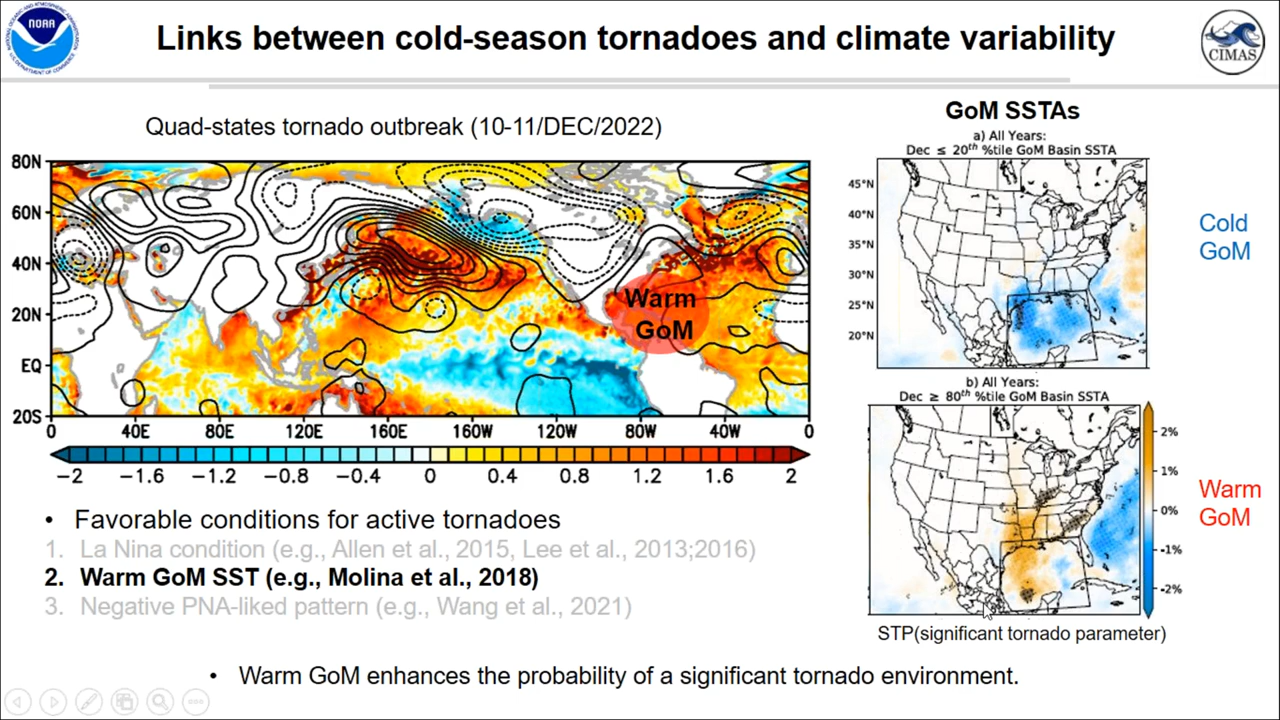 NOAA
Links between cold-season tornadoes and climate variability
CIMAS
Quad-states tornado outbreak (10-11/DEC/2022)
80N
60N
40N
20N
EQ
20S
Warm
GoM
0 40E 80E 120E 160E 160W 120W 80W 40W 0
−2 −1.6 −1.2 −0.8 −0.4 0 0.4 0.8 1.2 1.6 2
GoM SSTAs
a) All Years:
Dec ≤ 20th %tile GoM Basin SSTA
45°N
40°N
35°N
30°N
25°N
20°N
Cold
GoM
b) All Years:
Dec ≥ 80th %tile GoM Basin SSTA
2%
1%
0%
-1%
-2%
Warm
GoM
STP(significant tornado parameter)
• Favorable conditions for active tornadoes
1. La Nina condition (e.g., Allen et al., 2015, Lee et al., 2013;2016)
2. Warm GoM SST (e.g., Molina et al., 2018)
3. Negative PNA-liked pattern (e.g., Wang et al., 2021)
• Warm GoM enhances the probability of a significant tornado environment.